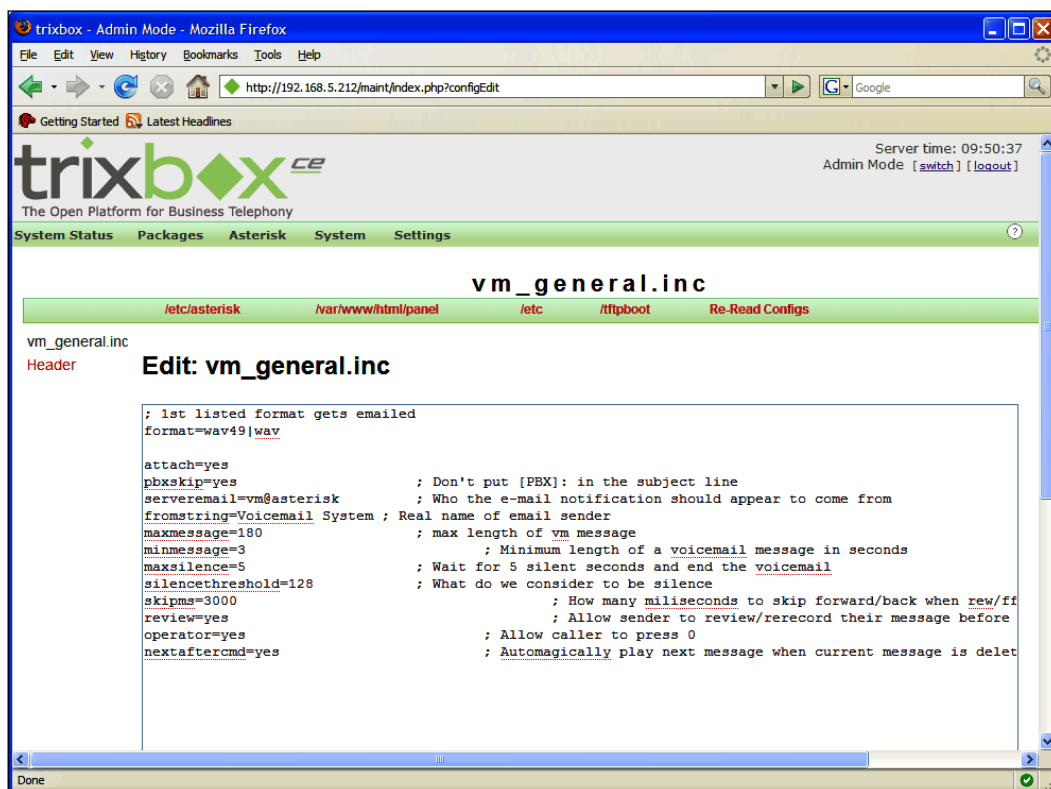 trixbox - Admin Mode - Mozilla Firefox
File Edit View History Bookmarks Tools Help
http://192.168.5.212/maint/index.php?configEdit
G Google
Getting Started Latest Headlines
Server time: 09:50:37
Admin Mode [ switch ] [ logout ]
trixbox ce
The Open Platform for Business Telephony
System Status Packages Asterisk System Settings ?
vm_general.inc
/etc/asterisk /var/www/html/panel /etc /tftpboot Re-Read Configs
vm_general.inc
Header
Edit: vm_general.inc
; 1st listed format gets emailed
format=wav49|wav
attach=yes
pbxskip=yes ; Don't put [PBX]: in the subject line
serveremail=vm@asterisk ; Who the e-mail notification should appear to come from
fromstring=Voicemail System ; Real name of email sender
maxmessage=180 ; max length of vm message
minmessage=3 ; Minimum length of a voicemail message in seconds
maxsilence=5 ; Wait for 5 silent seconds and end the voicemail
silencethreshold=128 ; What do we consider to be silence
skipms=3000 ; How many miliseconds to skip forward/back when rew/ff
review=yes ; Allow sender to review/rerecord their message before
operator=yes ; Allow caller to press 0
nextaftercmd=yes ; Automagically play next message when current message is delet
Done